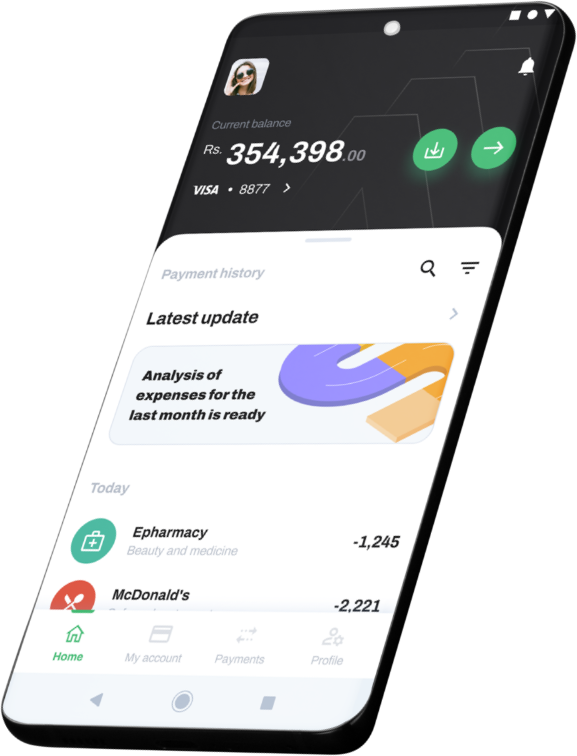 Current balance
Rs. 354,398.00
VISA • 8877
Payment history
Latest update
Analysis of
expenses for the
last month is ready
Today
Epharmacy
Beauty and medicine
-1,245
McDonald's
-2,221
Home
My account
Payments
Profile